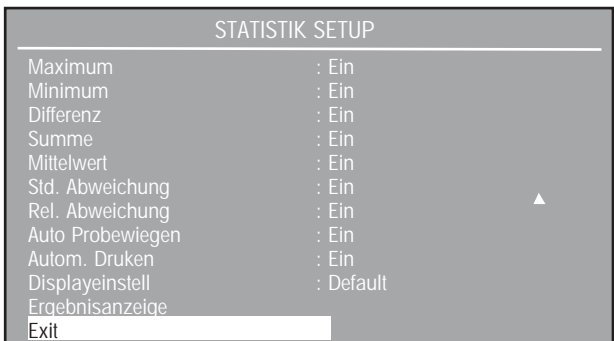 STATISTIK SETUP
Maximum : Ein
Minimum : Ein
Differenz : Ein
Summe : Ein
Mittelwert : Ein
Std. Abweichung : Ein
Rel. Abweichung : Ein
Auto Probewiegen : Ein
Autom. Druken : Ein
Displayeinstell : Default
Ergebnisanzeige
Exit